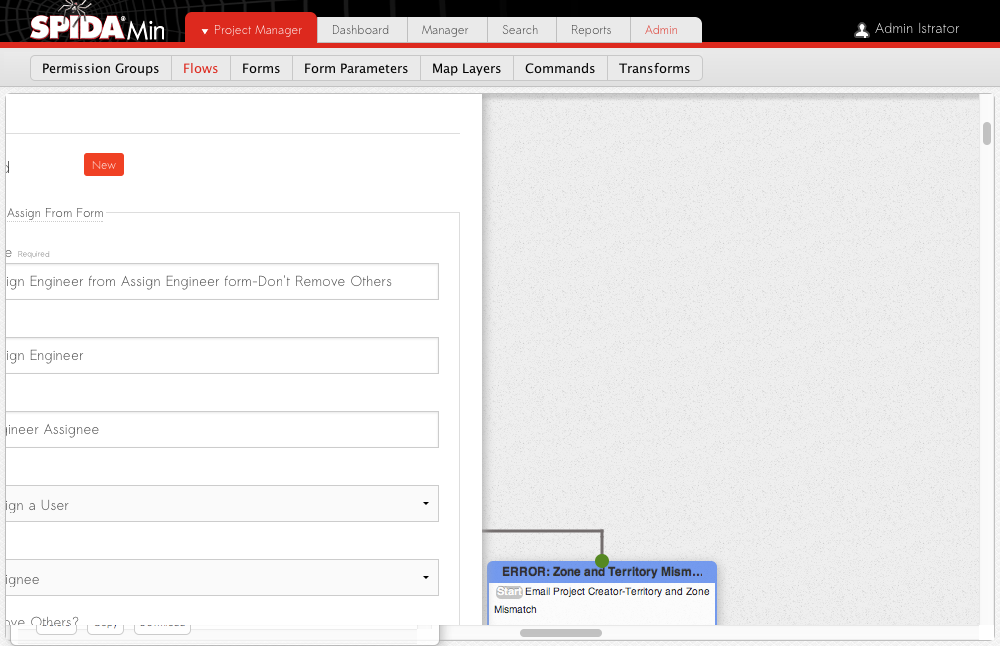 SPIDA® Min
▼ Project Manager Dashboard Manager Search Reports Admin
Admin Istrator
Permission Groups Flows Forms Form Parameters Map Layers Commands Transforms
d
New
Assign From Form
e Required
ign Engineer from Assign Engineer form-Don't Remove Others
ign Engineer
gineer Assignee
ign a User
ignee
ove Others?
Copy
ERROR: Zone and Territory Mism...
Start Email Project Creator-Territory and Zone
Mismatch